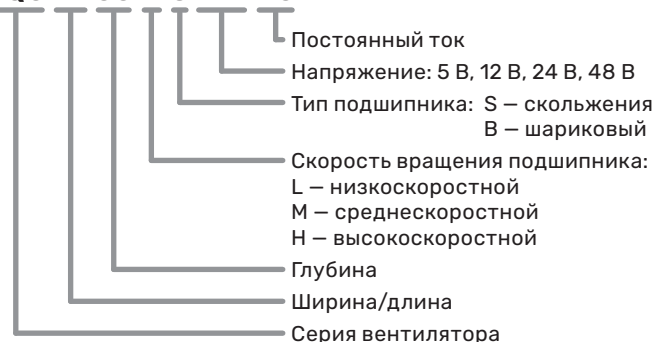 Постоянный ток
Напряжение: 5 В, 12 В, 24 В, 48 В
Тип подшипника: S – скольжения
B – шариковый
Скорость вращения подшипника:
L – низкоскоростной
M – среднескоростной
H – высокоскоростной
Глубина
Ширина/длина
Серия вентилятора